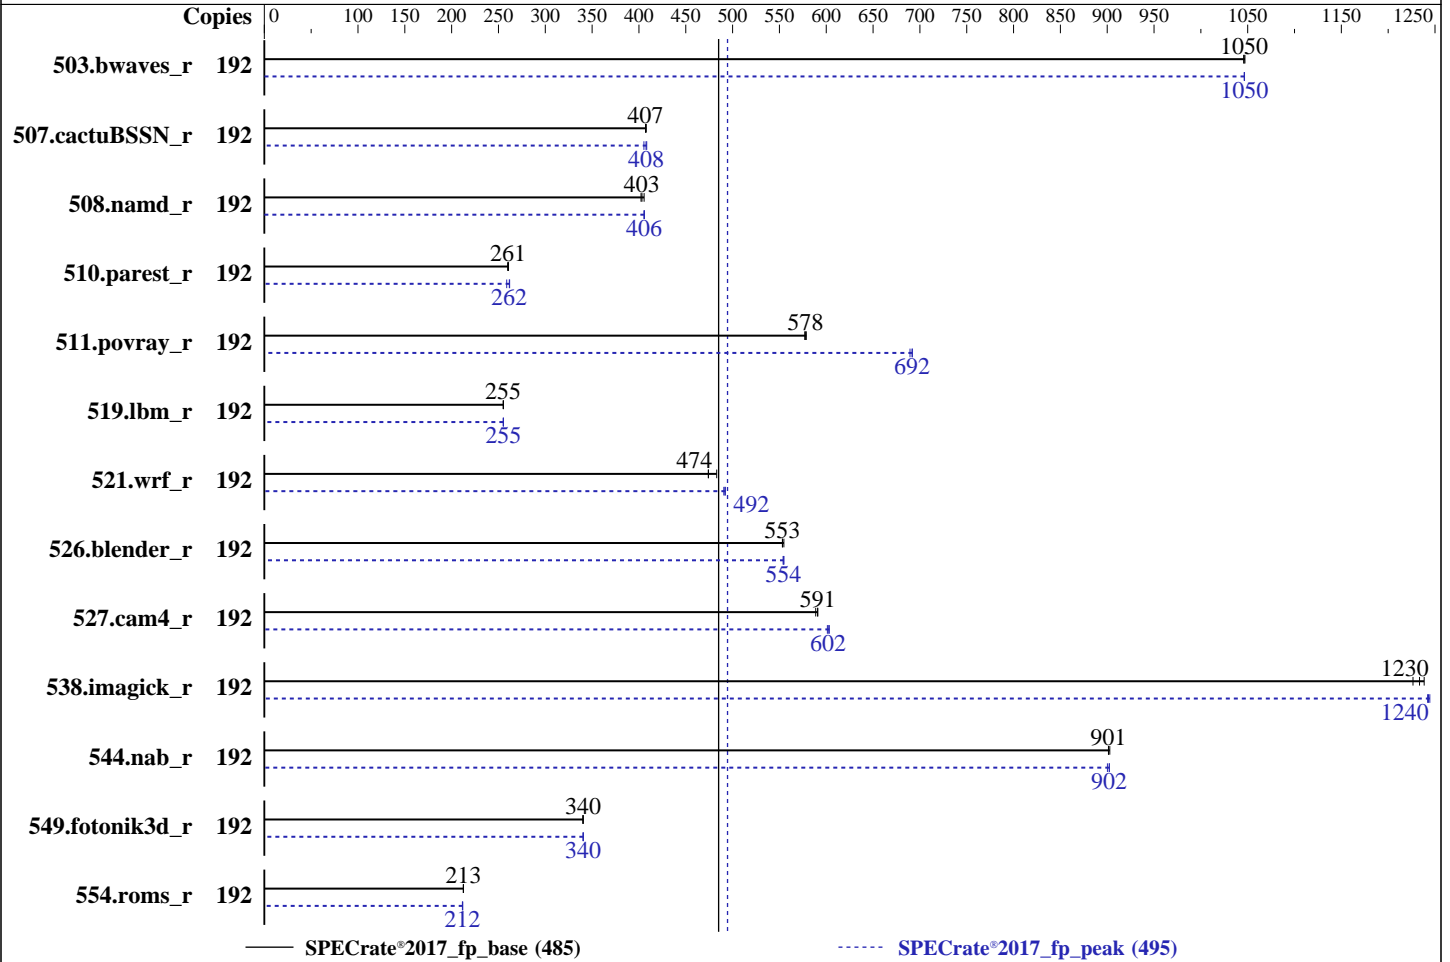 Copies 0 100 150 200 250 300 350 400 450 500 550 600 650 700 750 800 850 900 950 1050 1150 1250
503.bwaves_r 192 1050
1050
507.cactuBSSN_r 192 407
408
508.namd_r 192 403
406
510.parest_r 192 261
262
511.povray_r 192 578
692
519.lbm_r 192 255
255
521.wrf_r 192 474
492
526.blender_r 192 553
554
527.cam4_r 192 591
602
538.imagick_r 192 1230
1240
544.nab_r 192 901
902
549.fotonik3d_r 192 340
340
554.roms_r 192 213
212
SPECrate®2017_fp_base (485) SPECrate®2017_fp_peak (495)